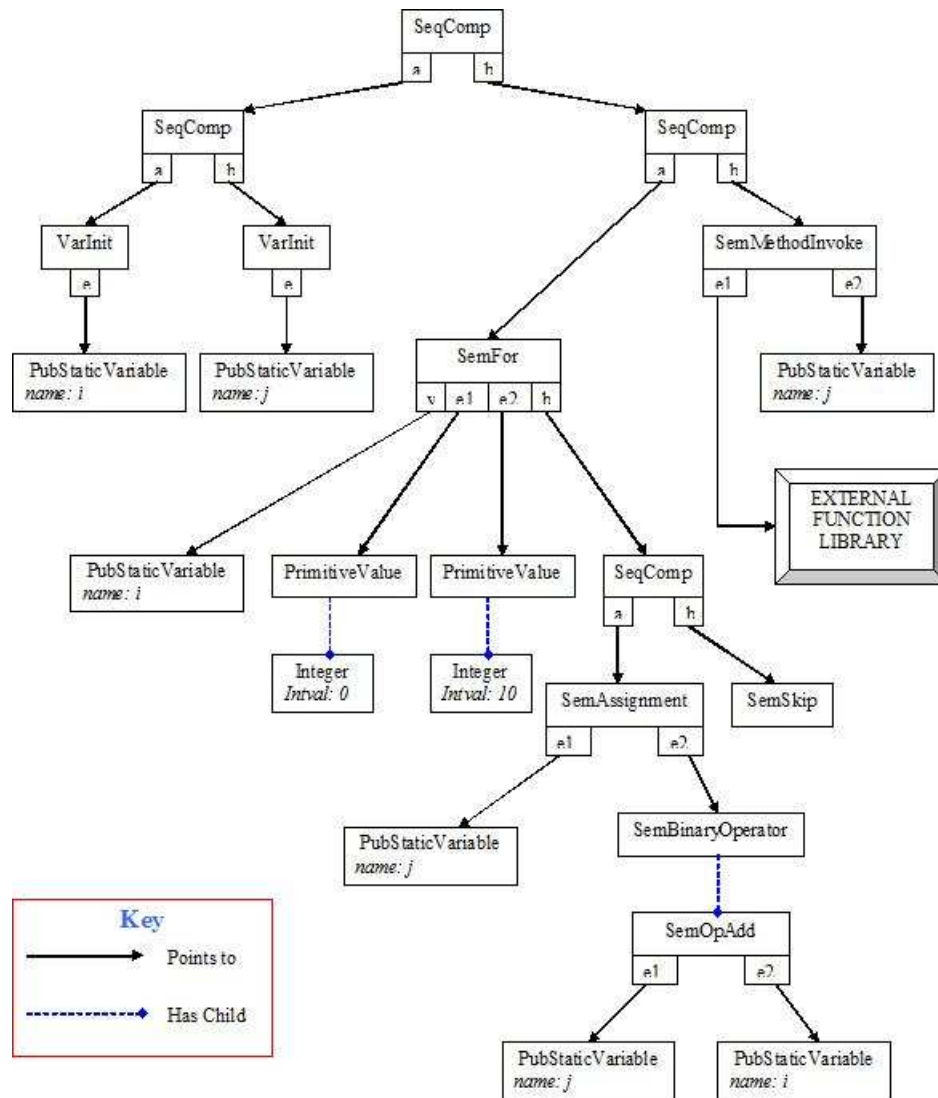 SeqComp
a b
SeqComp SeqComp
a b a b
VarInit VarInit SemMethodInvoke
e e e1 e2
PubStaticVariable PubStaticVariable SemFor PubStaticVariable
name: i name: j name: j
v e1 e2 b
EXTERNAL
FUNCTION
LIBRARY
PubStaticVariable PrimitiveValue PrimitiveValue SeqComp
name: i
a b
Integer Integer SemAssignment SemSkip
Intval: 0 Intval: 10
e1 e2
PubStaticVariable SemBinaryOperator
name: j
Key
Points to
Has Child
SemOpAdd
e1 e2
PubStaticVariable PubStaticVariable
name: j name: i